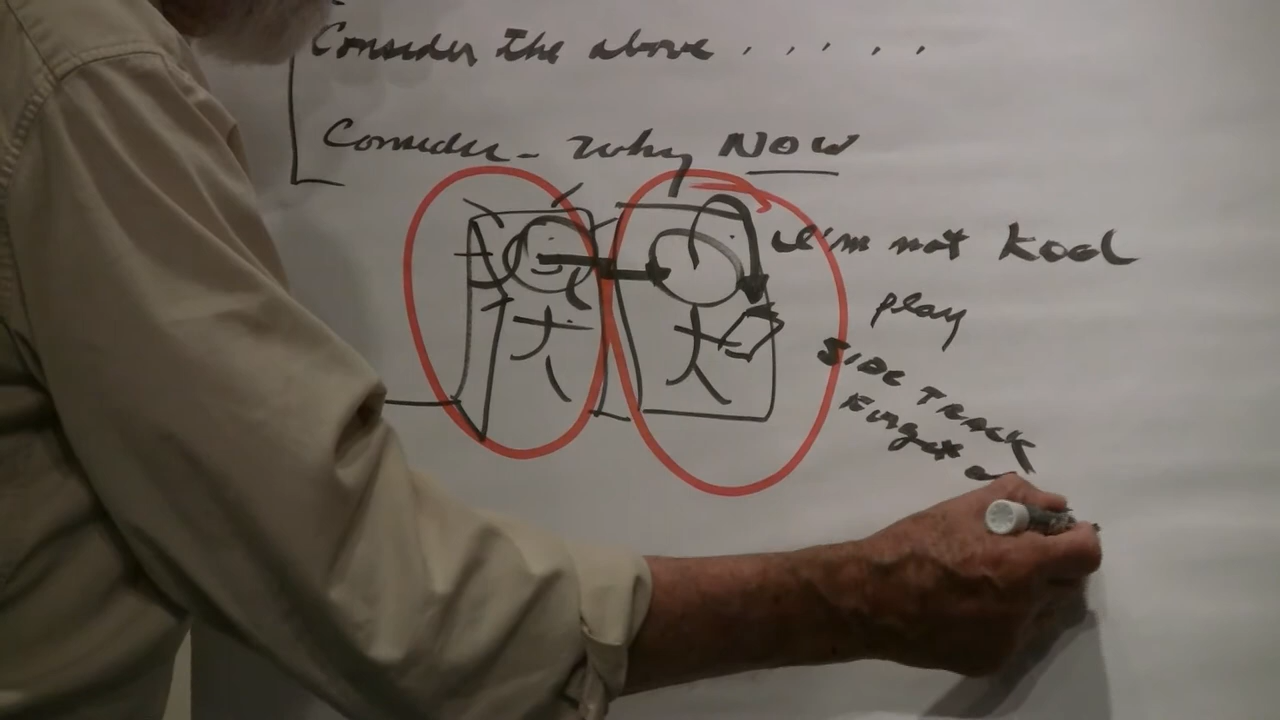 Consider the above . . . . .
Consider - Why NOW
I'm not Kool
play
SIDE TRACK
Forget